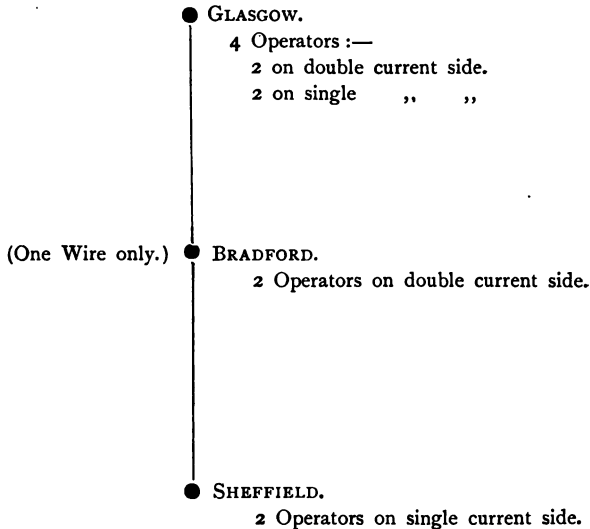 GLASGOW.
4 Operators :—
2 on double current side.
2 on single ,, ,,
(One Wire only.) BRADFORD.
2 Operators on double current side.
SHEFFIELD.
2 Operators on single current side.